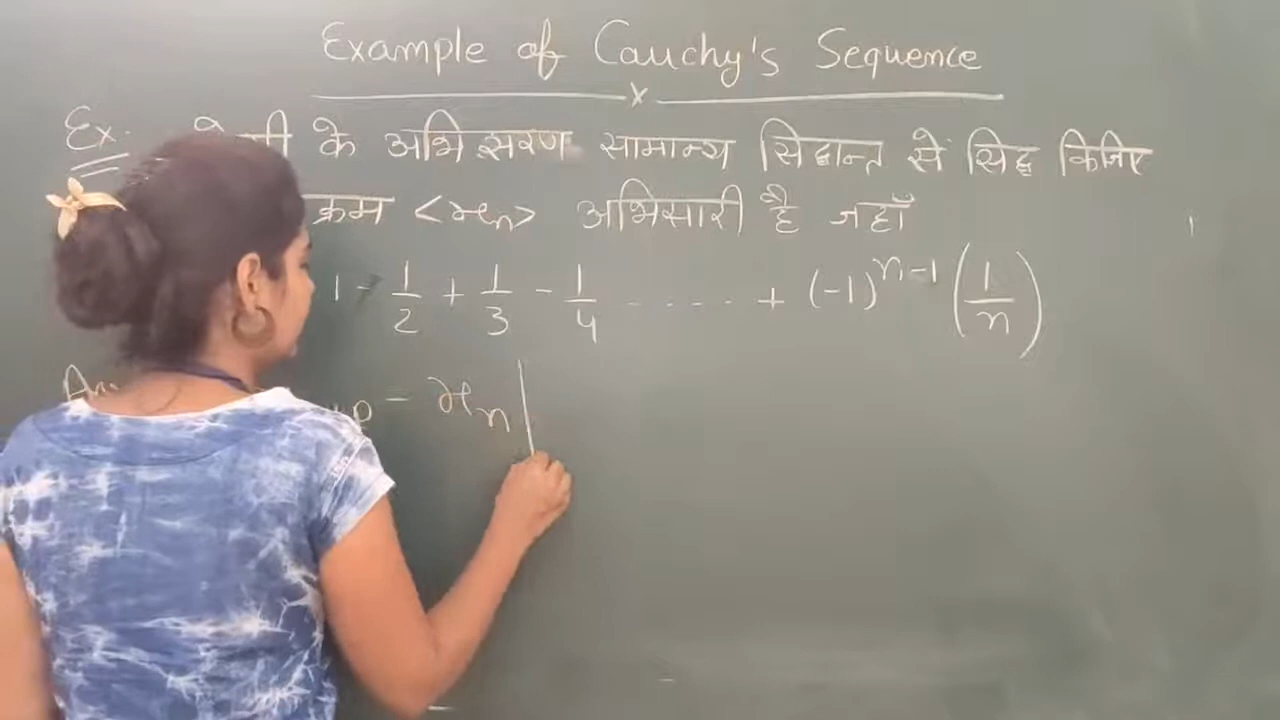 Example of Cauchy's Sequence
Ex. के अभिसरण सामान्य सिद्धान्त से सिद्ध किजिए
क्रम <xn> अभिसारी है जहाँ
1 - 1/2 + 1/3 - 1/4 ...... + (-1)^n-1 (1/n)
- xn|